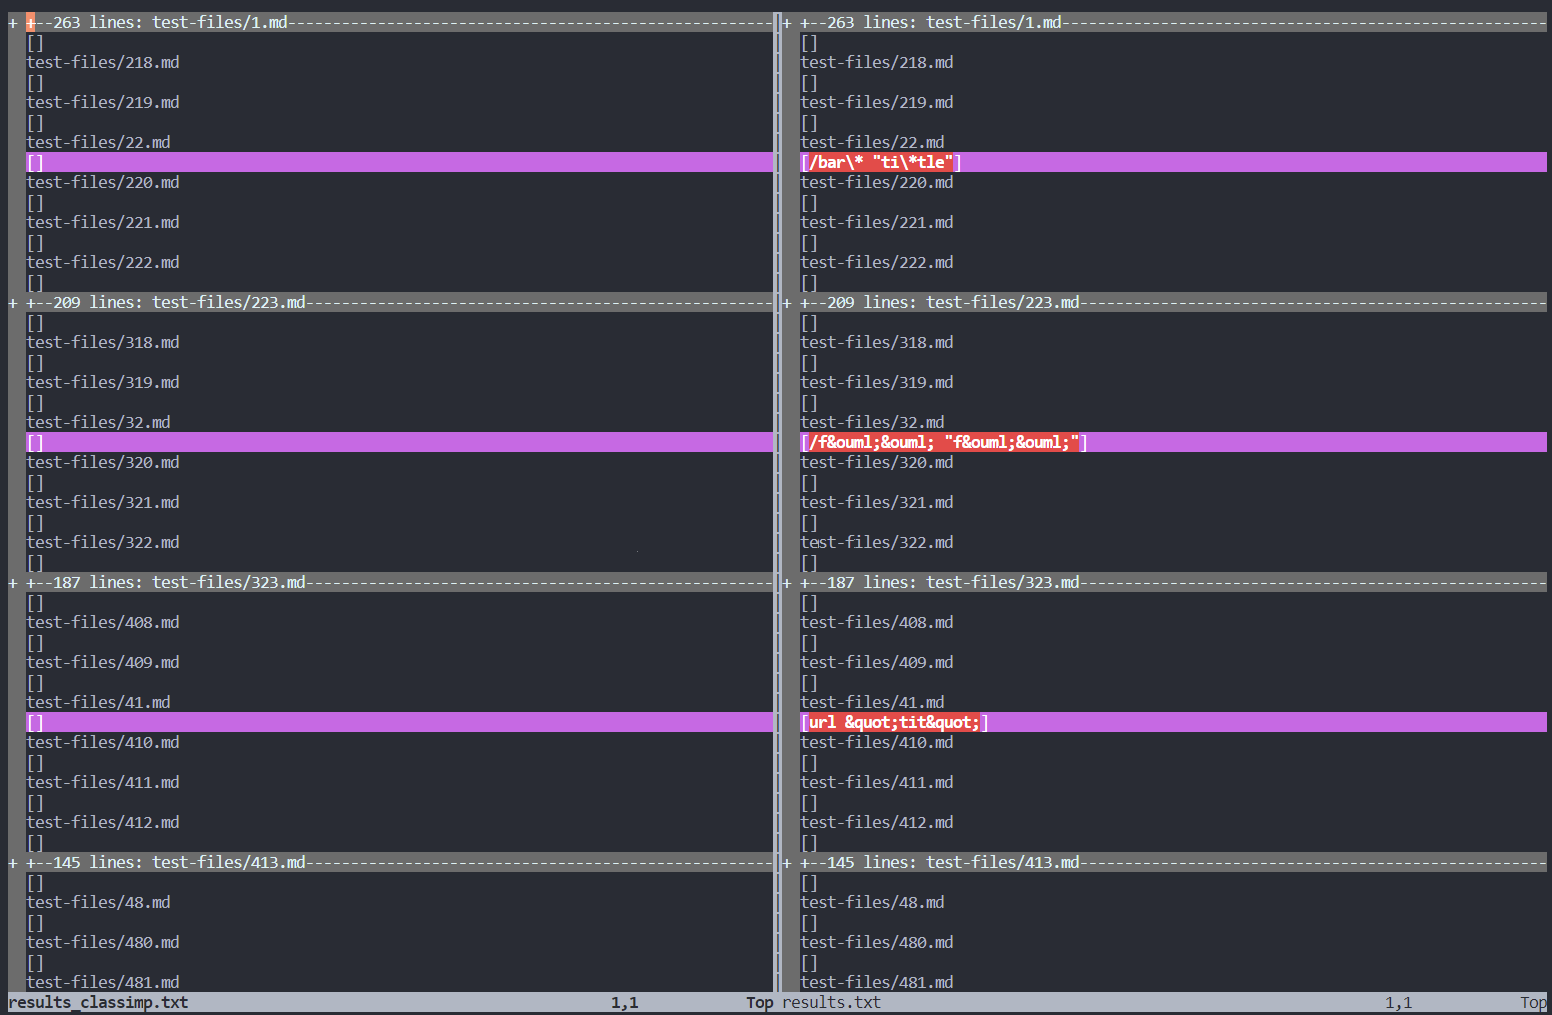 + +--263 lines: test-files/1.md------------------------------------------------------
[]
test-files/218.md
[]
test-files/219.md
[]
test-files/22.md
[]
test-files/220.md
[]
test-files/221.md
[]
test-files/222.md
[]
+ +--209 lines: test-files/223.md----------------------------------------------------
[]
test-files/318.md
[]
test-files/319.md
[]
test-files/32.md
[]
test-files/320.md
[]
test-files/321.md
[]
test-files/322.md
[]
+ +--187 lines: test-files/323.md----------------------------------------------------
[]
test-files/408.md
[]
test-files/409.md
[]
test-files/41.md
[]
test-files/410.md
[]
test-files/411.md
[]
test-files/412.md
[]
+ +--145 lines: test-files/413.md----------------------------------------------------
[]
test-files/48.md
[]
test-files/480.md
[]
test-files/481.md
results_classimp.txt 1,1 Top
+ +--263 lines: test-files/1.md------------------------------------------------------
[]
test-files/218.md
[]
test-files/219.md
[]
test-files/22.md
[/bar\* "ti\*tle"]
test-files/220.md
[]
test-files/221.md
[]
test-files/222.md
[]
+ +--209 lines: test-files/223.md----------------------------------------------------
[]
test-files/318.md
[]
test-files/319.md
[]
test-files/32.md
[/f&ouml;&ouml; "f&ouml;&ouml;"]
test-files/320.md
[]
test-files/321.md
[]
test-files/322.md
[]
+ +--187 lines: test-files/323.md----------------------------------------------------
[]
test-files/408.md
[]
test-files/409.md
[]
test-files/41.md
[url &quot;tit&quot;]
test-files/410.md
[]
test-files/411.md
[]
test-files/412.md
[]
+ +--145 lines: test-files/413.md----------------------------------------------------
[]
test-files/48.md
[]
test-files/480.md
[]
test-files/481.md
results.txt 1,1 Top